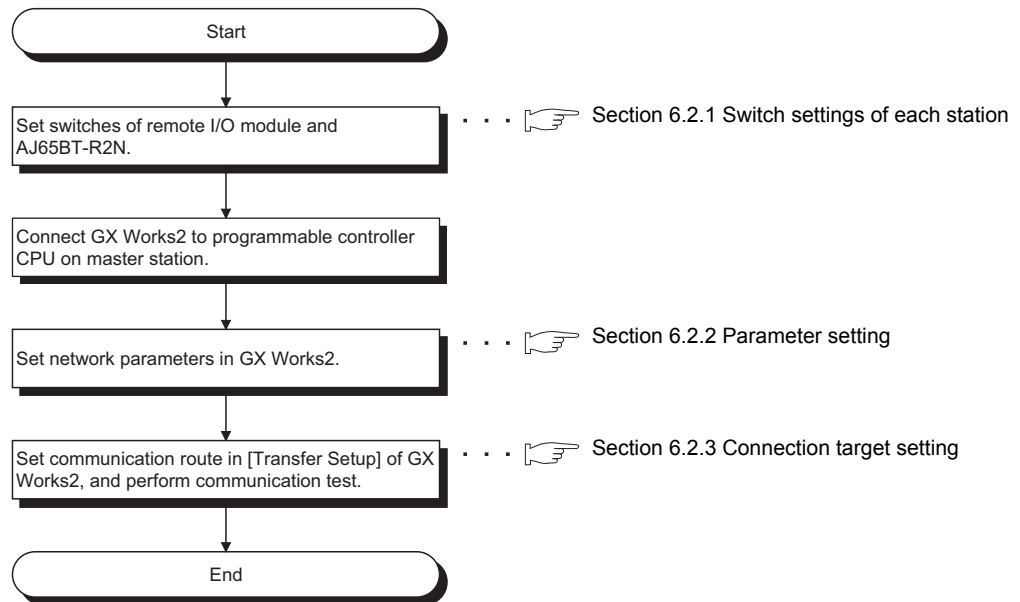 Start
Set switches of remote I/O module and
AJ65BT-R2N.
. . . Section 6.2.1 Switch settings of each station
Connect GX Works2 to programmable controller
CPU on master station.
Set network parameters in GX Works2.
. . . Section 6.2.2 Parameter setting
Set communication route in [Transfer Setup] of GX
Works2, and perform communication test.
. . . Section 6.2.3 Connection target setting
End